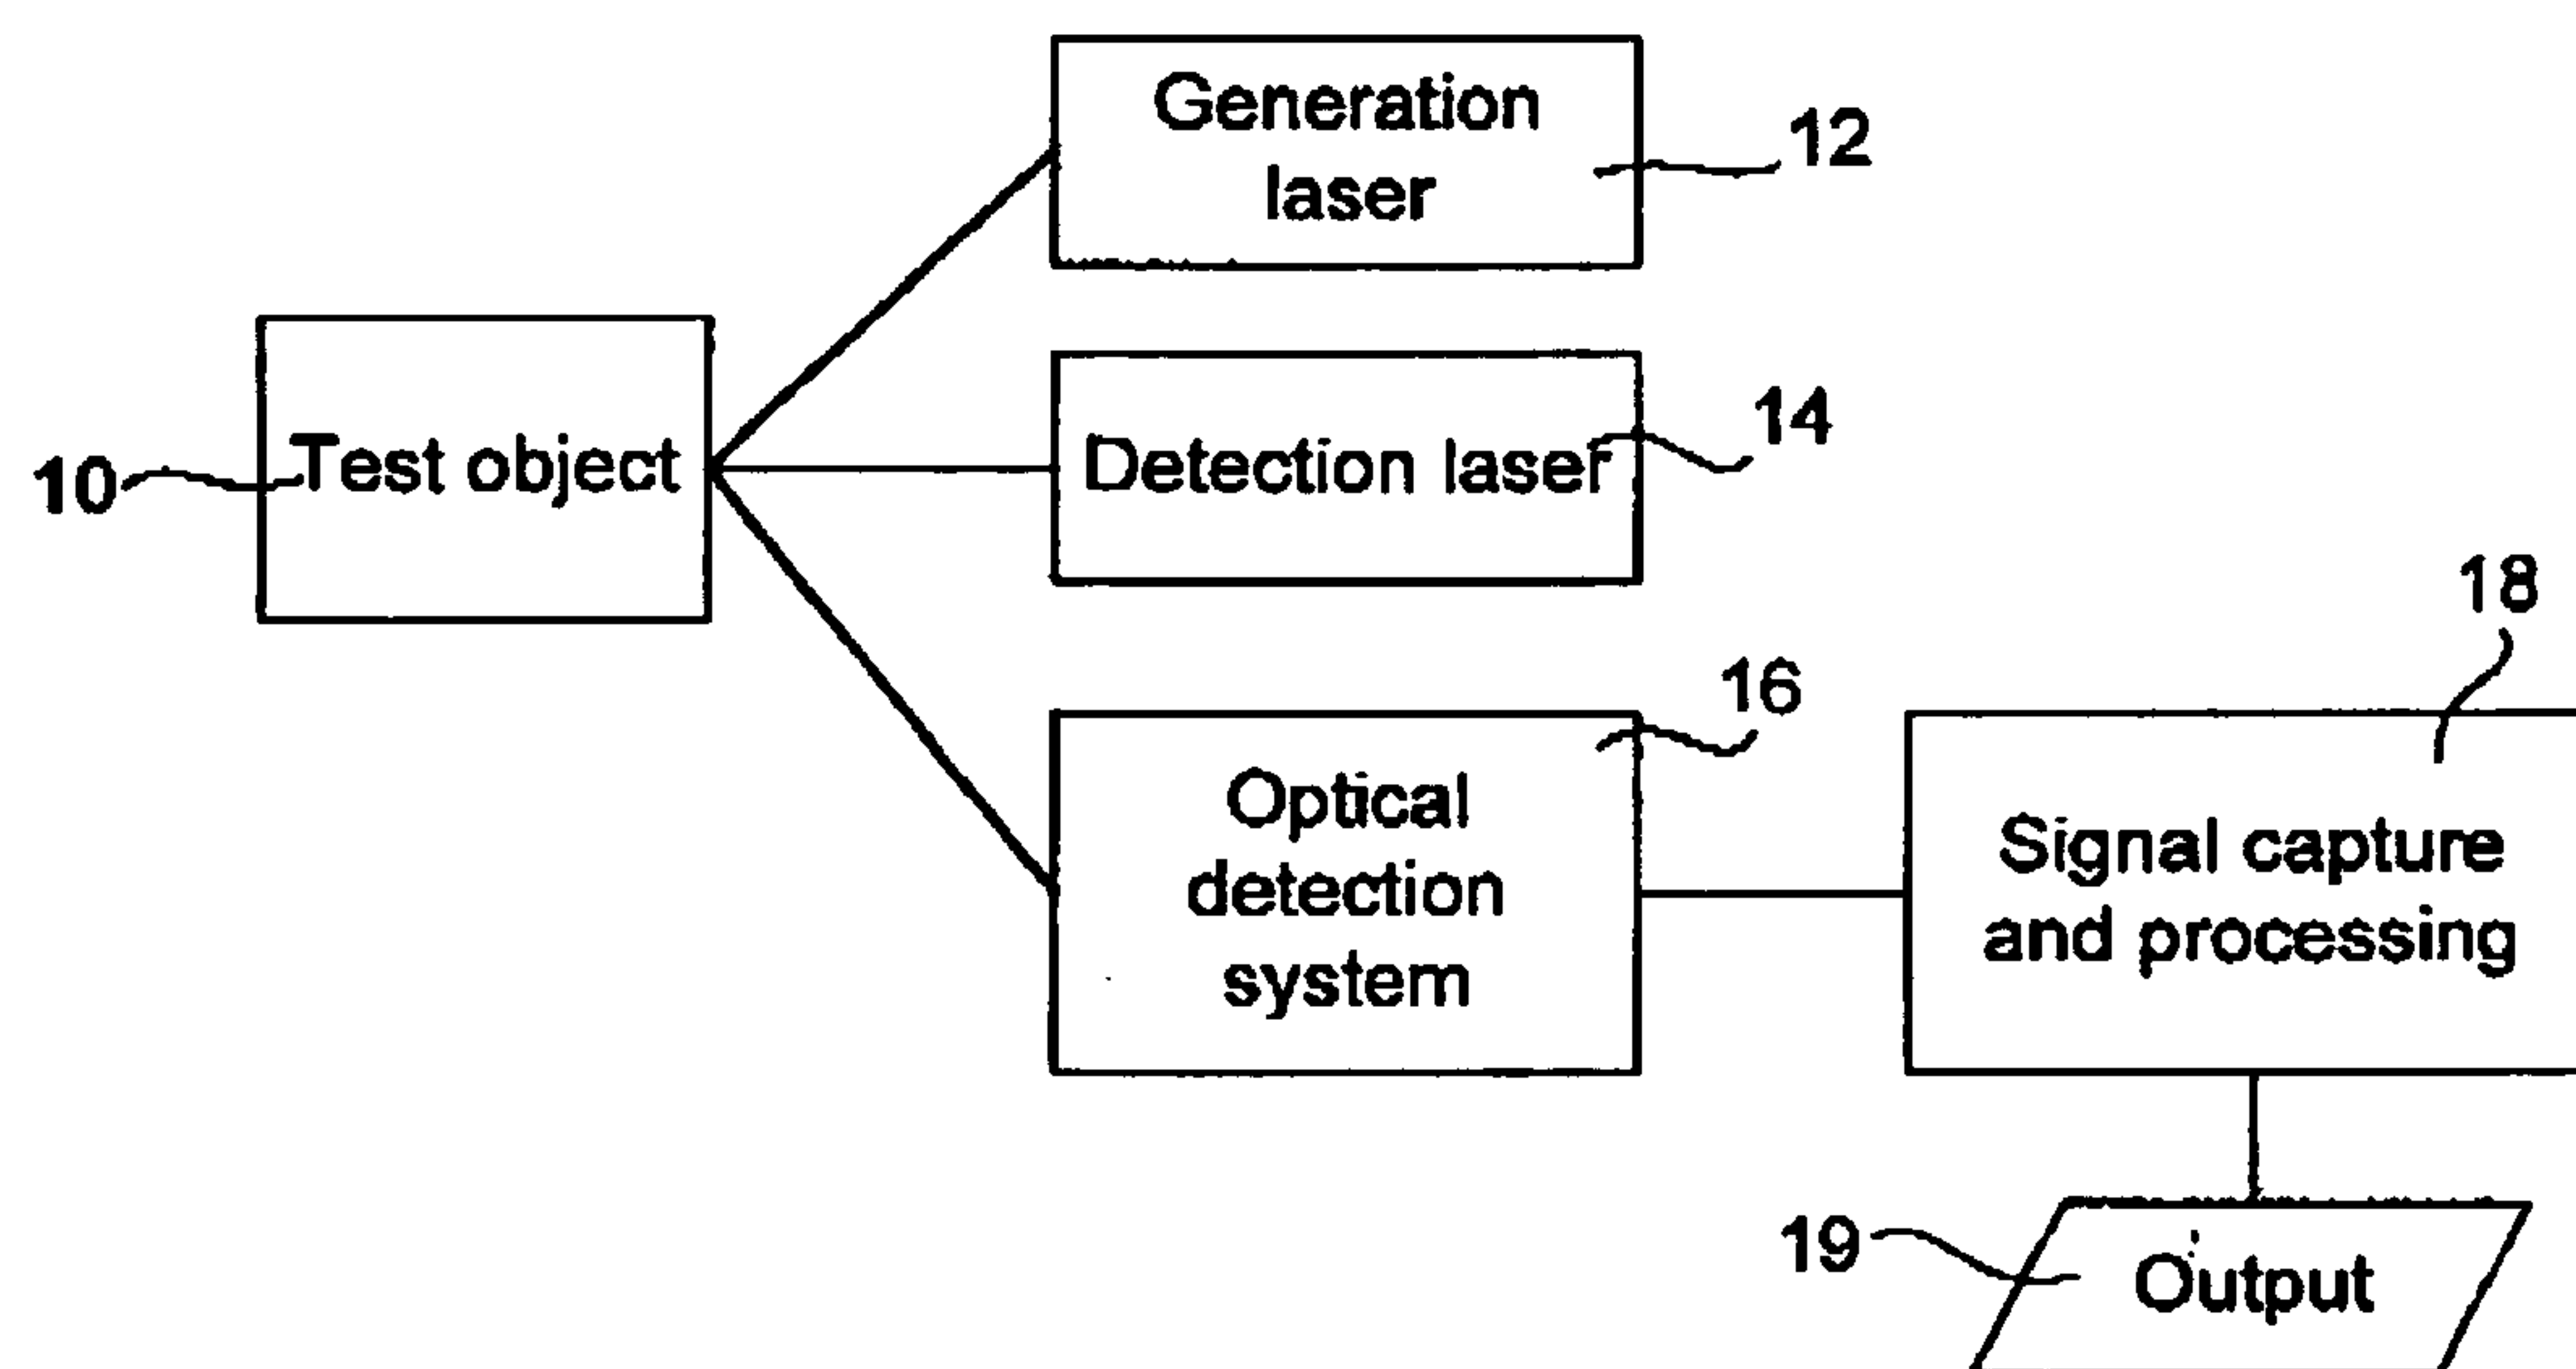 Generation
laser
12
10
Test object
Detection laser
14
16
Optical
detection
system
18
Signal capture
and processing
19
Output